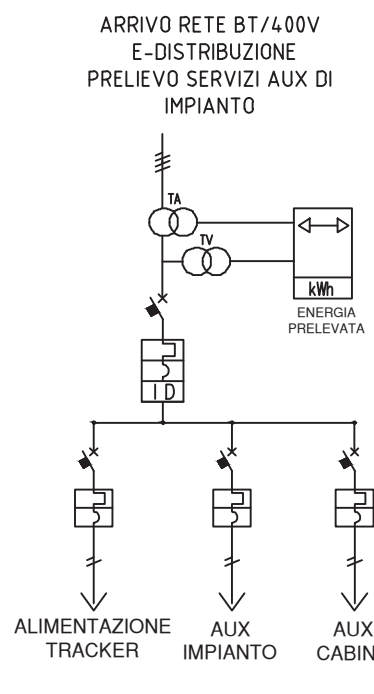 ARRIVO RETE BT/400V
E-DISTRIBUZIONE
PRELIEVO SERVIZI AUX DI
IMPIANTO
TA
TV
kWh
ENERGIA
PRELEVATA
ID
ALIMENTAZIONE
TRACKER
AUX
IMPIANTO
AUX
CABIN